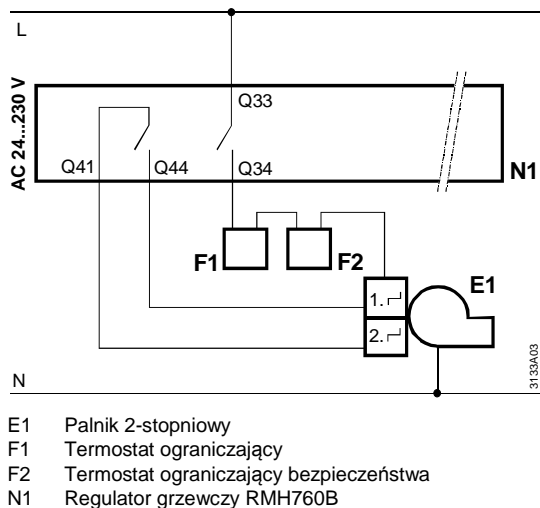 L
AC 24...230 V
Q33
Q41
Q44
Q34
N1
F1
F2
E1
1.
2.
N
3133A03
E1 Palnik 2-stopniowy
F1 Termostat ograniczający
F2 Termostat ograniczający bezpieczeństwa
N1 Regulator grzewczy RMH760B